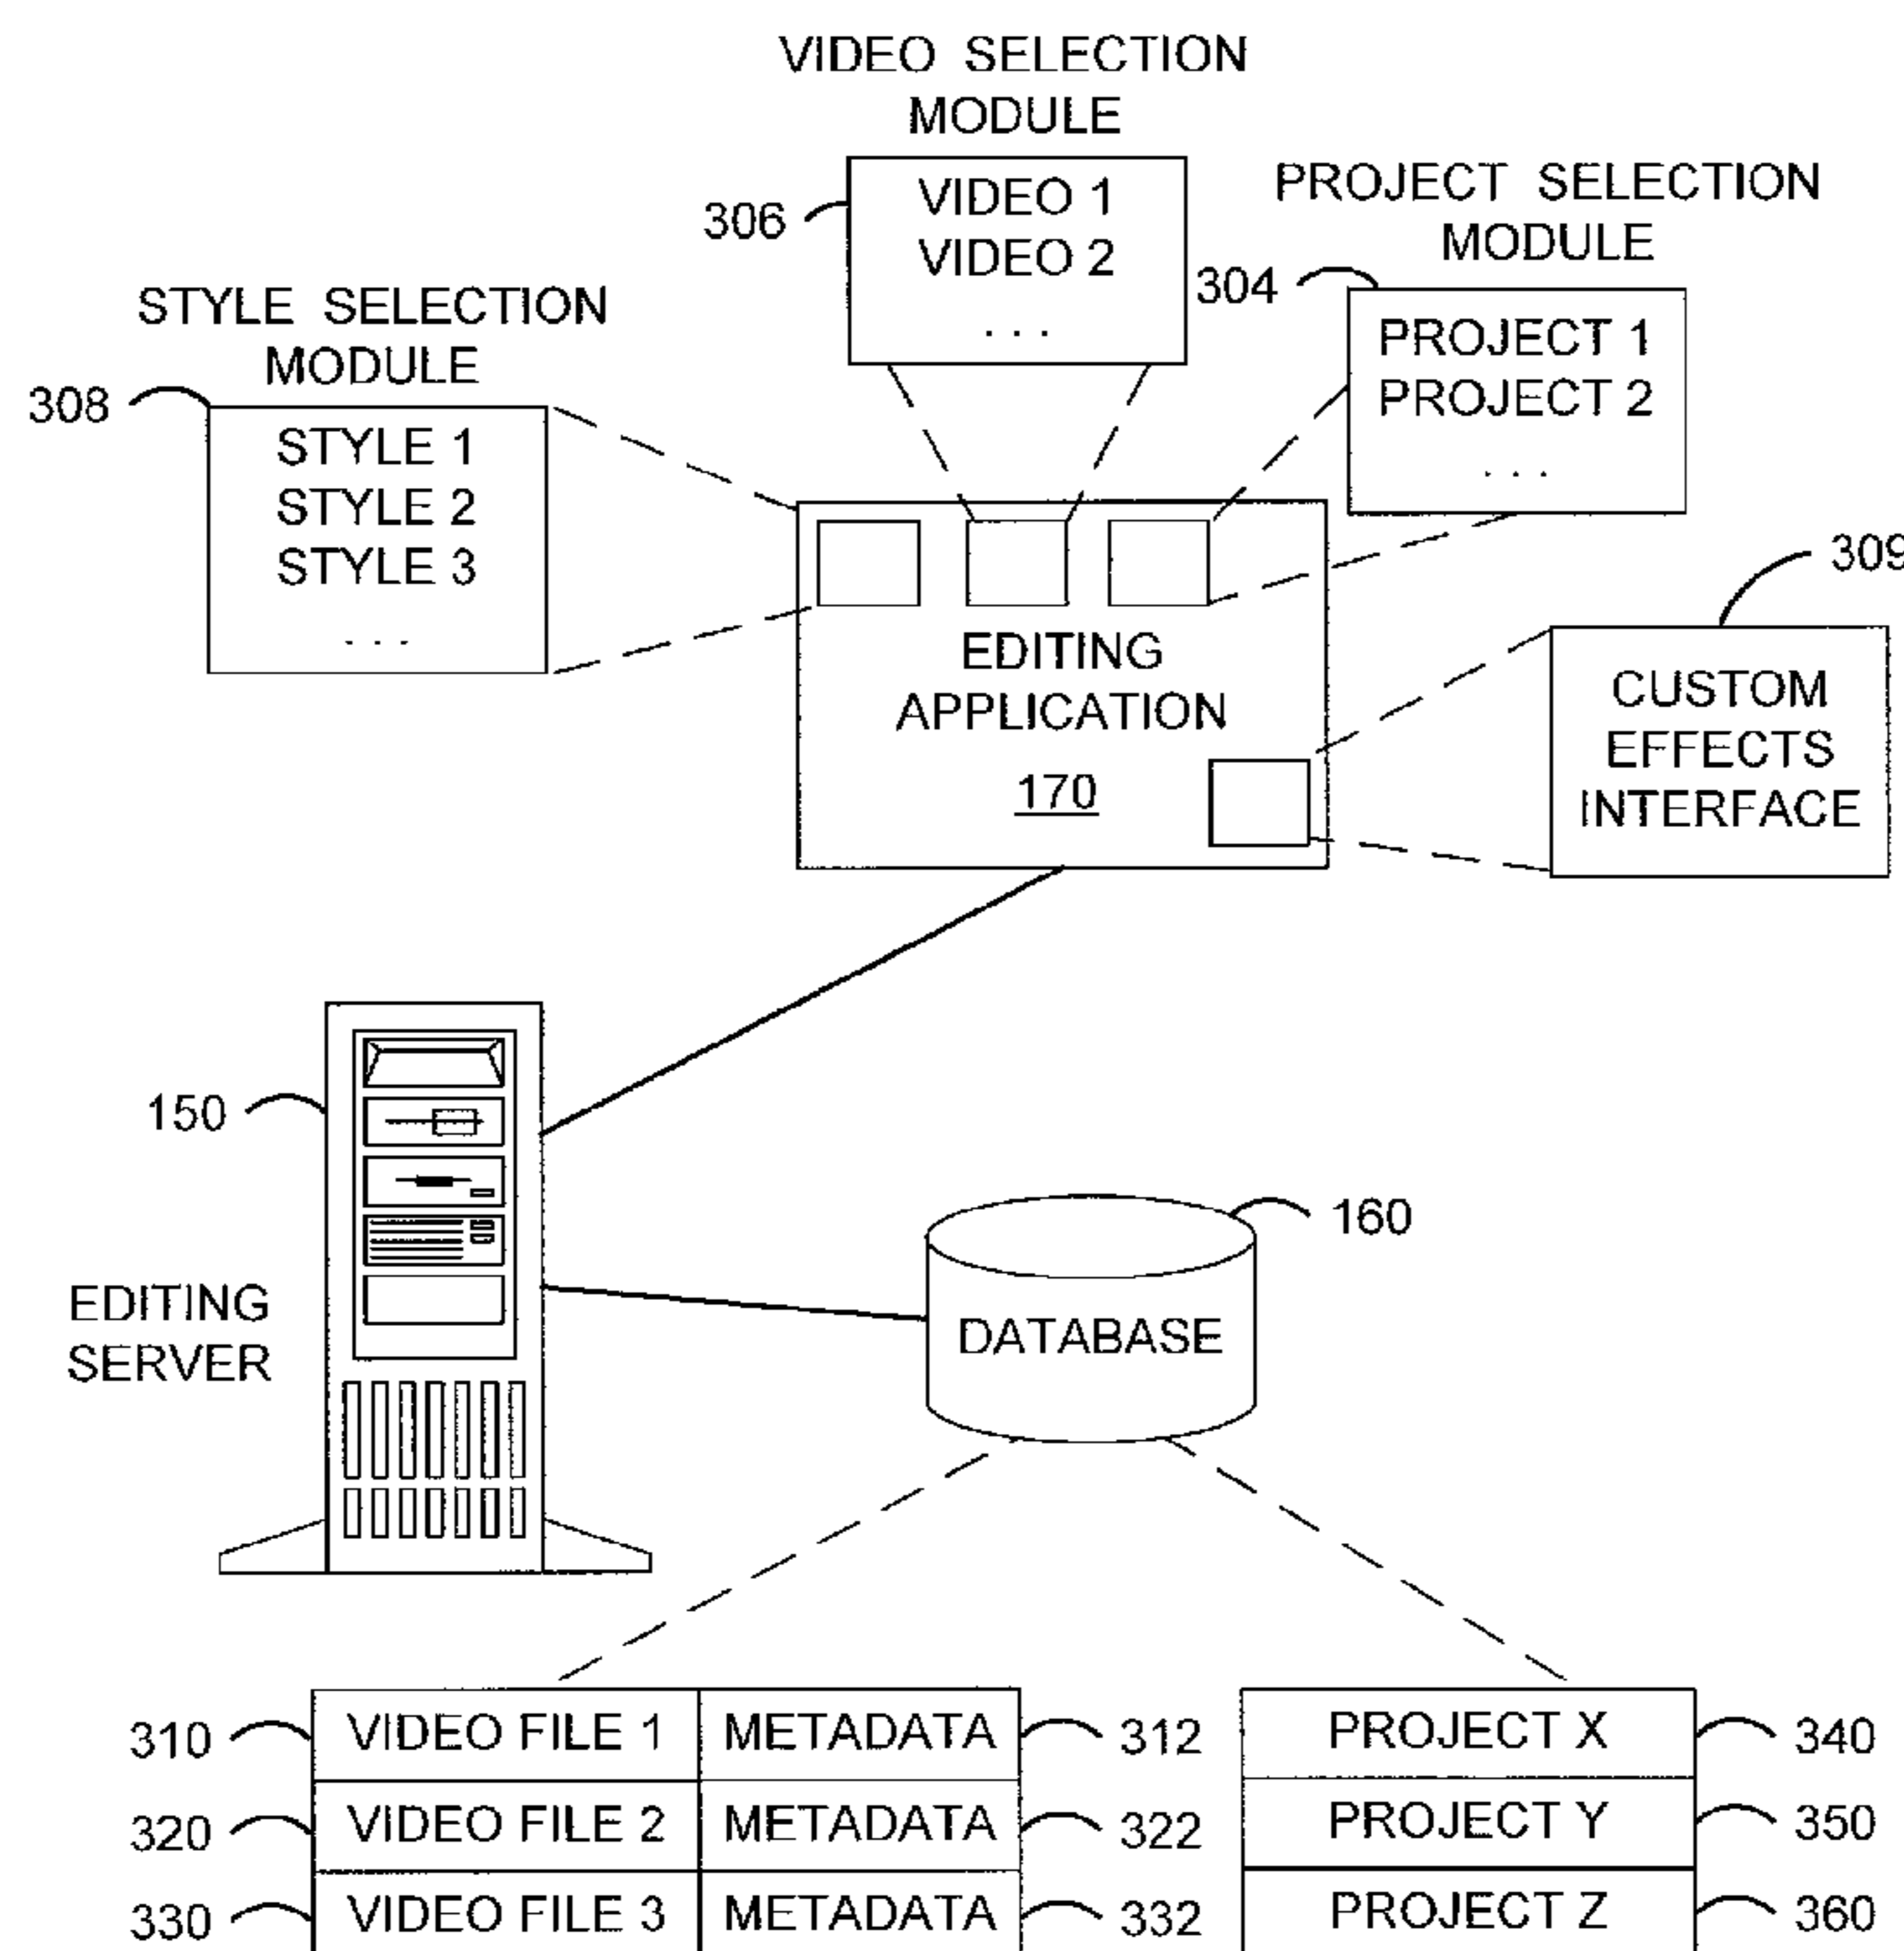 VIDEO SELECTION
MODULE
306
VIDEO 1
VIDEO 2
. . .
PROJECT SELECTION
MODULE
304
PROJECT 1
PROJECT 2
. . .
STYLE SELECTION
MODULE
308
STYLE 1
STYLE 2
STYLE 3
. . .
EDITING
APPLICATION
170
309
CUSTOM
EFFECTS
INTERFACE
150
EDITING
SERVER
160
DATABASE
310 VIDEO FILE 1 METADATA 312
320 VIDEO FILE 2 METADATA 322
330 VIDEO FILE 3 METADATA 332
PROJECT X 340
PROJECT Y 350
PROJECT Z 360